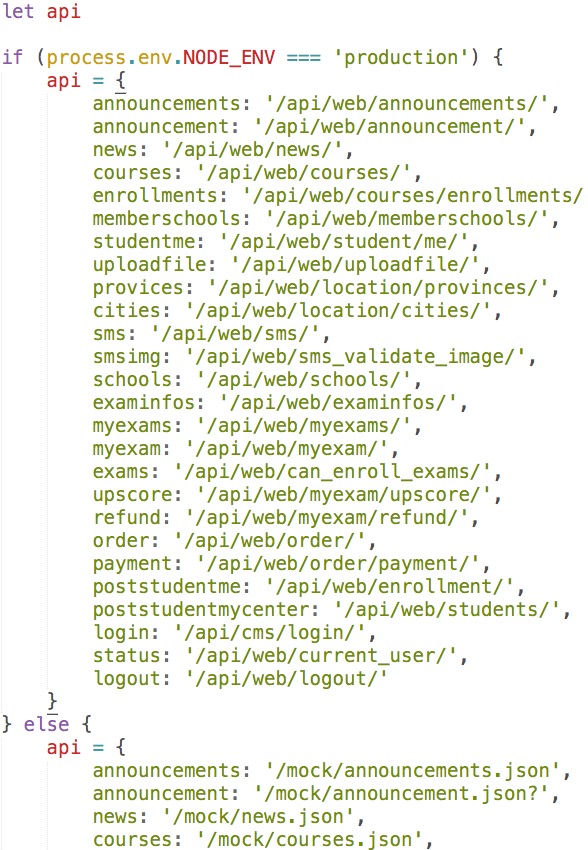 let api
if (process.env.NODE_ENV === 'production') {
api = {
announcements: '/api/web/announcements/',
announcement: '/api/web/announcement/',
news: '/api/web/news/',
courses: '/api/web/courses/',
enrollments: '/api/web/courses/enrollments/
memberschools: '/api/web/memberschools/',
studentme: '/api/web/student/me/',
uploadfile: '/api/web/uploadfile/',
provices: '/api/web/location/provinces/',
cities: '/api/web/location/cities/',
sms: '/api/web/sms/',
smsimg: '/api/web/sms_validate_image/',
schools: '/api/web/schools/',
examinfos: '/api/web/examinfos/',
myexams: '/api/web/myexams/',
myexam: '/api/web/myexam/',
exams: '/api/web/can_enroll_exams/',
upscore: '/api/web/myexam/upscore/',
refund: '/api/web/myexam/refund/',
order: '/api/web/order/',
payment: '/api/web/order/payment/',
poststudentme: '/api/web/enrollment/',
poststudentmycenter: '/api/web/students/',
login: '/api/cms/login/',
status: '/api/web/current_user/',
logout: '/api/web/logout/'
}
} else {
api = {
announcements: '/mock/announcements.json',
announcement: '/mock/announcement.json?',
news: '/mock/news.json',
courses: '/mock/courses.json',